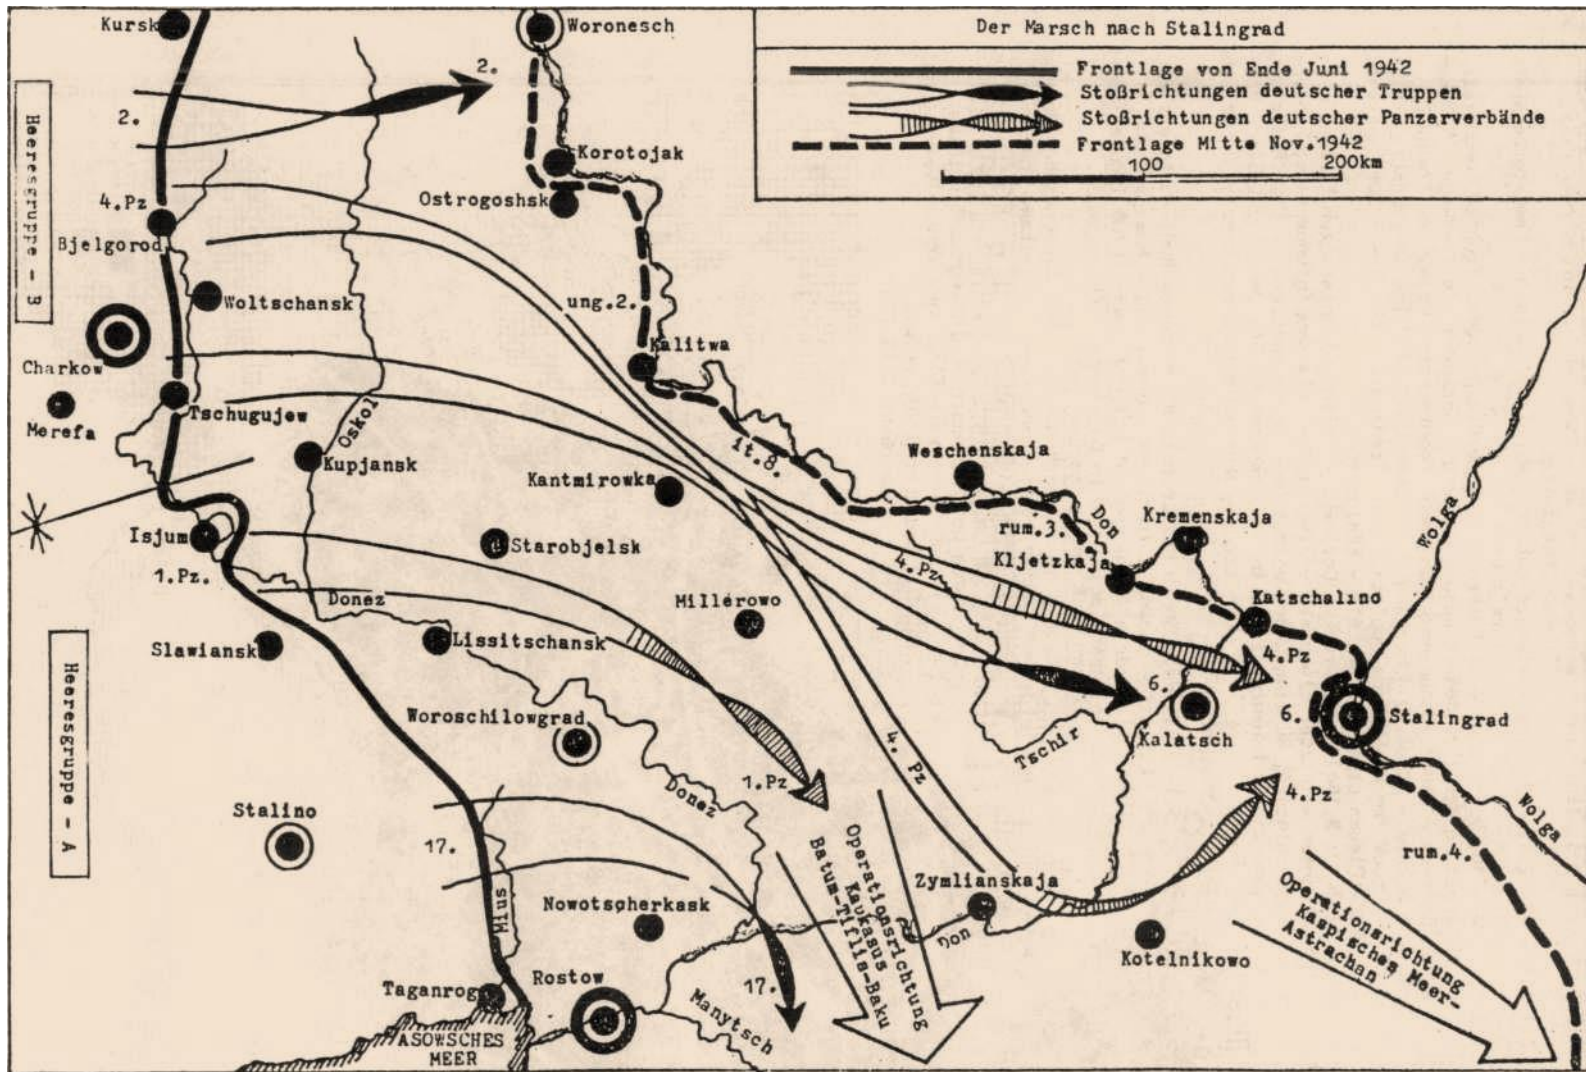 Der Marsch nach Stalingrad
Frontlage von Ende Juni 1942
Stoßrichtungen deutscher Truppen
Stoßrichtungen deutscher Panzerverbände
Frontlage Mitte Nov.1942
100
200km
Kursk
Woronesch
2.
2.
Heeresgruppe - B
Korotojak
Ostrogoshsk
4.Pz
Bjelgorod
Woltschansk
ung.2.
Charkow
Kalitwa
Tschugujew
Merefa
Oskol
Kupjansk
it.8.
Weschenskaja
Kantmirowka
Don
Kremenskaja
Wolga
rum.3.
Isjum
Starobjelsk
4.Pz
Kljetzkaja
1.Pz.
Donez
Millerowo
Katschalino
Slawiansk
Lissitschansk
4.Pz
Heeresgruppe - A
6.
6.
Stalingrad
Woroschilowgrad
Kalatsch
Tschir
4. Pz
1.Pz
Donez
4.Pz
Wolga
Stalino
17.
rum.4.
Operationsrichtung
Kaukasus
Batum-Tiflis-Baku
Zymlianskaja
Operationsrichtung
Kaspisches Meer-
Astrachan
Mius
Nowotscherkask
Don
Kotelnikowo
Taganrog
Rostow
17.
Manytsch
ASOWSCHES
MEER